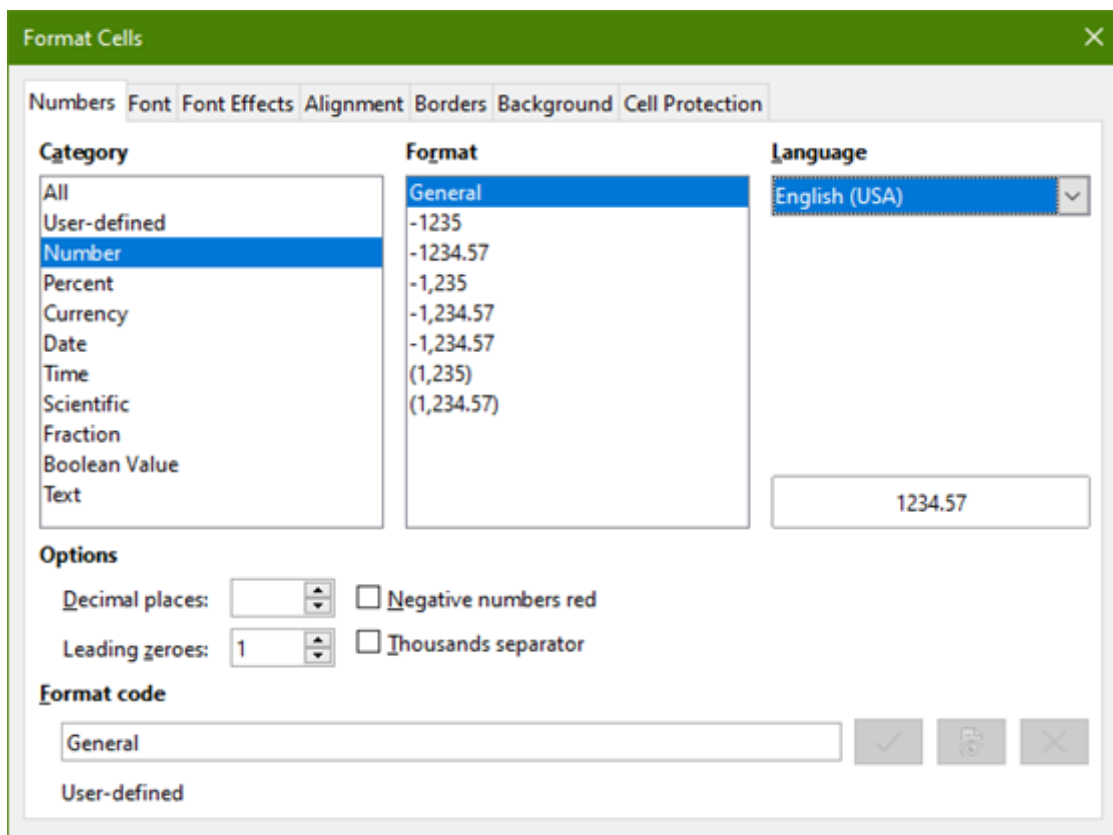 Format Cells
Numbers Font Font Effects Alignment Borders Background Cell Protection
Category
All
User-defined
Number
Percent
Currency
Date
Time
Scientific
Fraction
Boolean Value
Text
Format
General
-1235
-1234.57
-1,235
-1,234.57
-1,234.57
(1,235)
(1,234.57)
Language
English (USA)
1234.57
Options
Decimal places:
Negative numbers red
Leading zeroes: 1
Thousands separator
Format code
General
User-defined